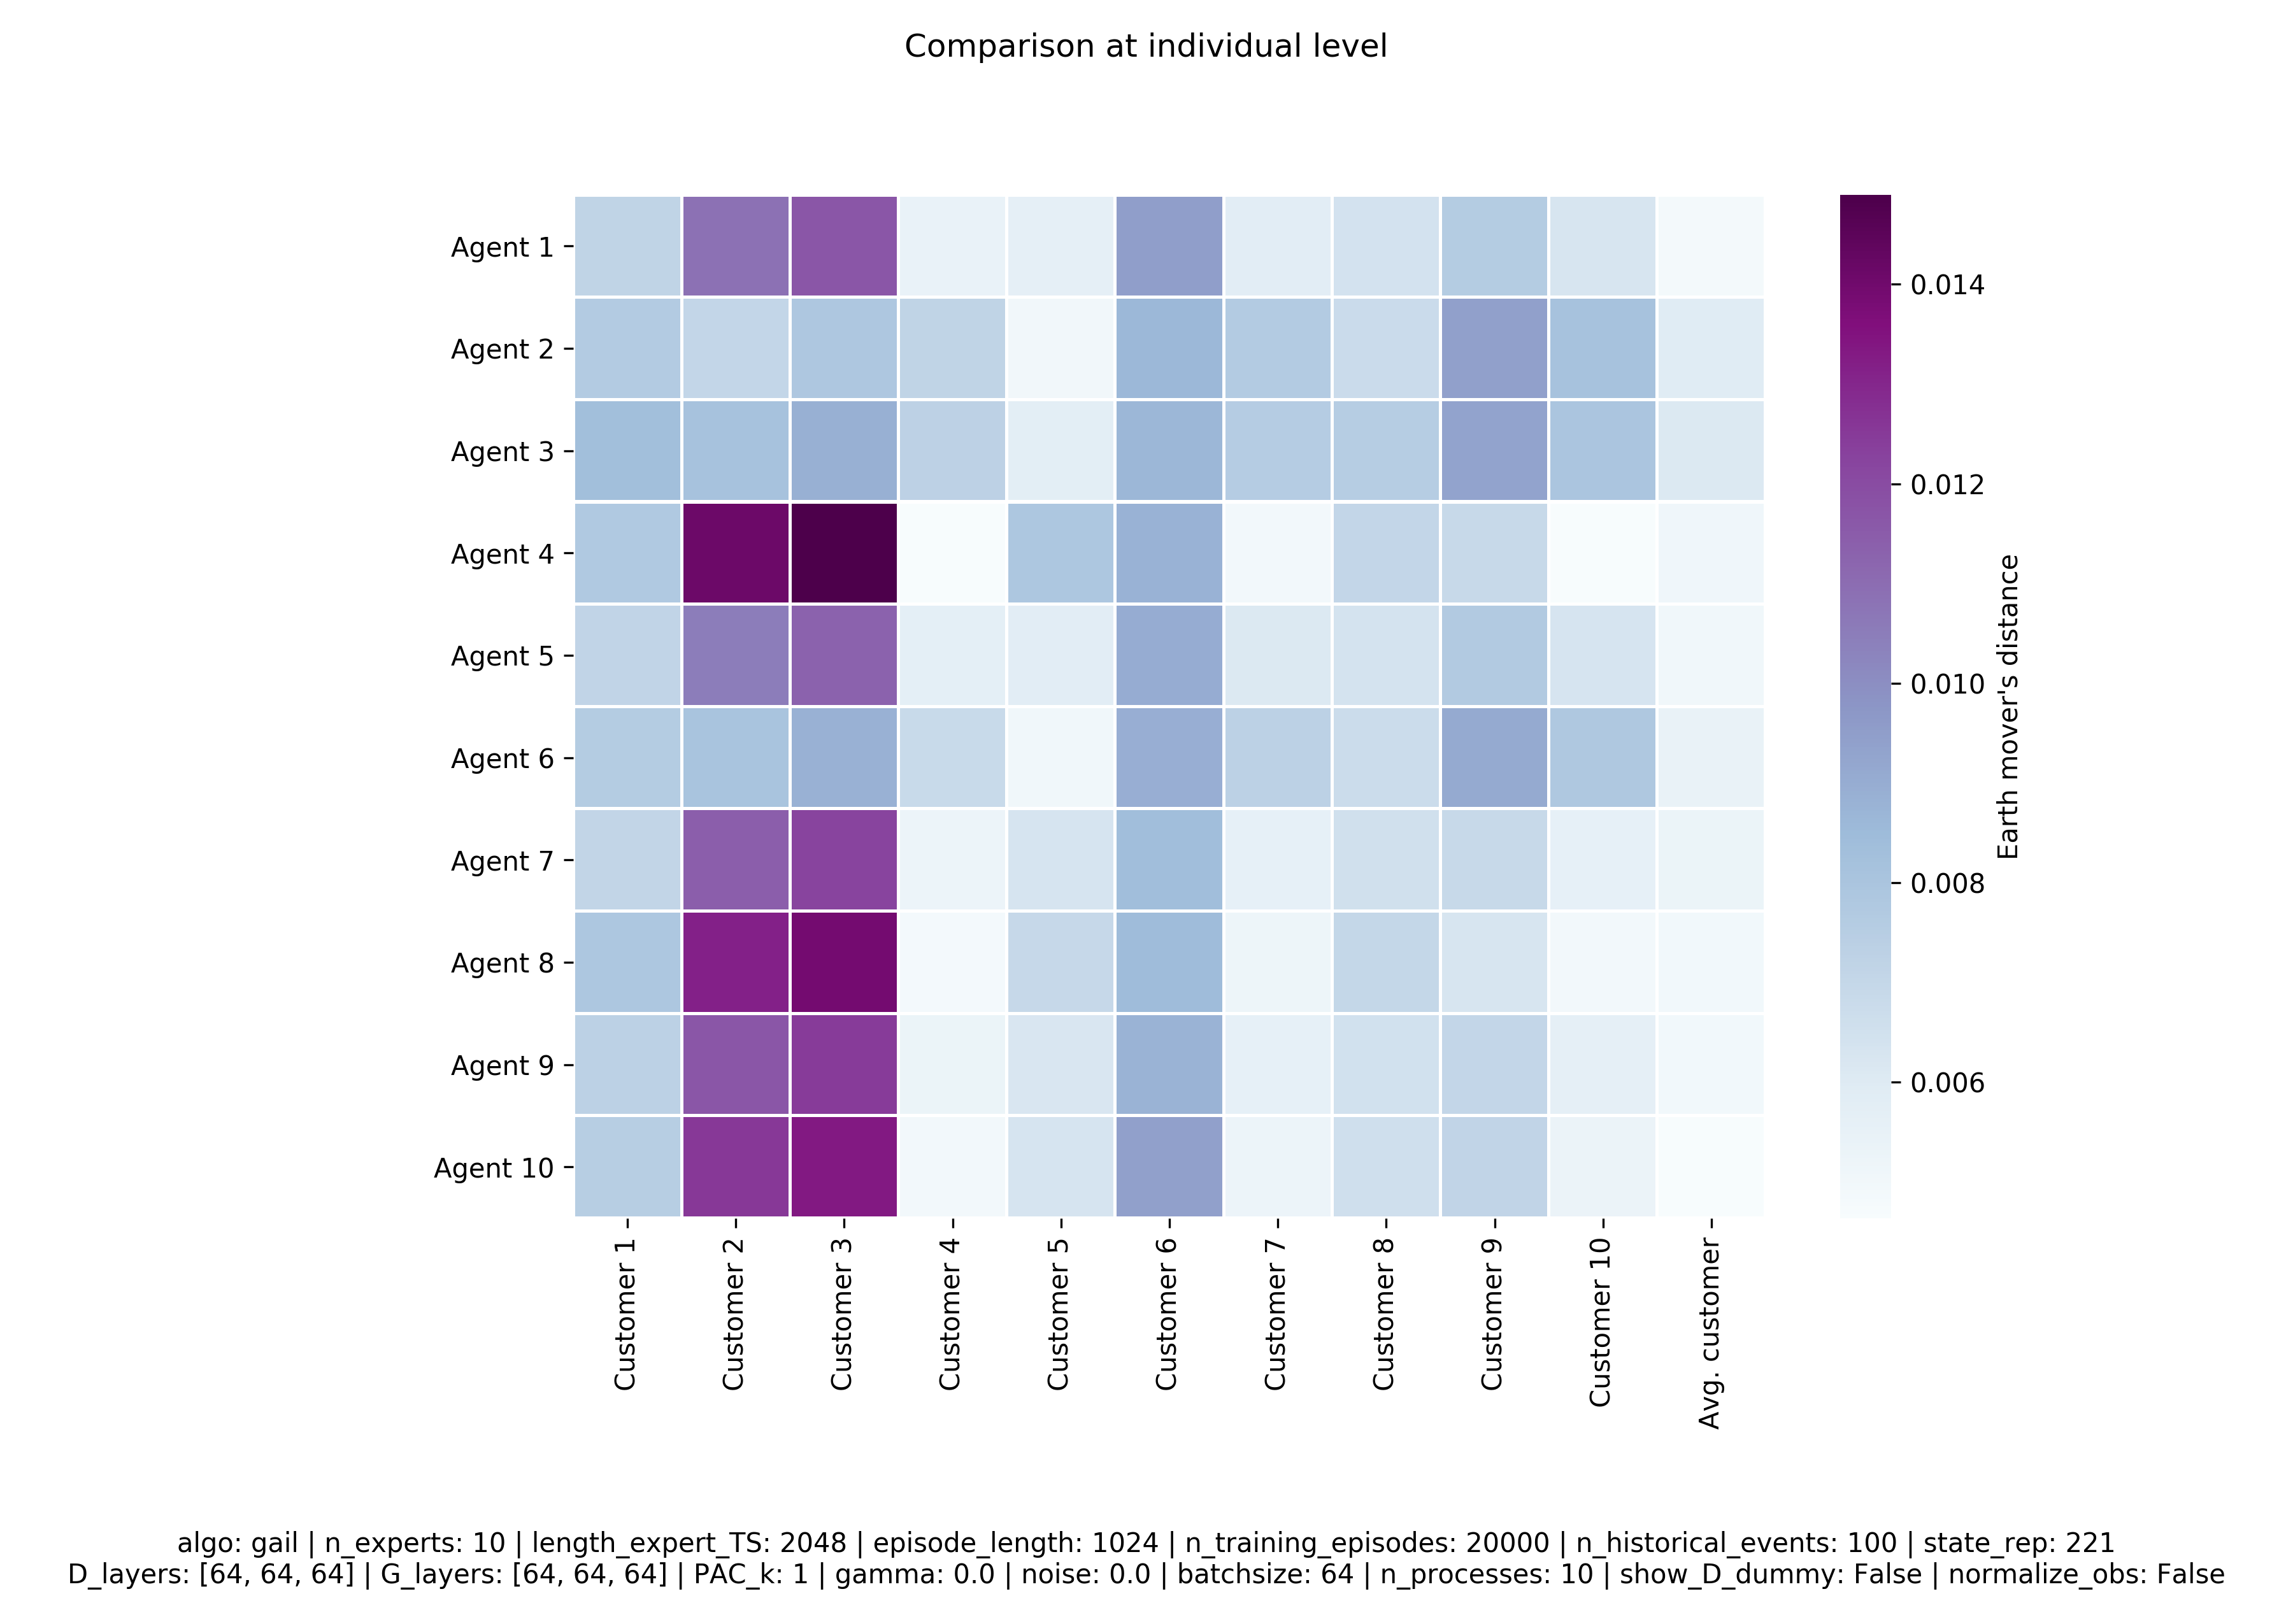 Comparison at individual level
Agent 1
Agent 2
Agent 3
Agent 4
Agent 5
Agent 6
Agent 7
Agent 8
Agent 9
Agent 10
Customer 1
Customer 2
Customer 3
Customer 4
Customer 5
Customer 6
Customer 7
Customer 8
Customer 9
Customer 10
Avg. customer
0.014
0.012
0.010
0.008
0.006
Earth mover's distance
algo: gail | n_experts: 10 | length_expert_TS: 2048 | episode_length: 1024 | n_training_episodes: 20000 | n_historical_events: 100 | state_rep: 221
D_layers: [64, 64, 64] | G_layers: [64, 64, 64] | PAC_k: 1 | gamma: 0.0 | noise: 0.0 | batchsize: 64 | n_processes: 10 | show_D_dummy: False | normalize_obs: False